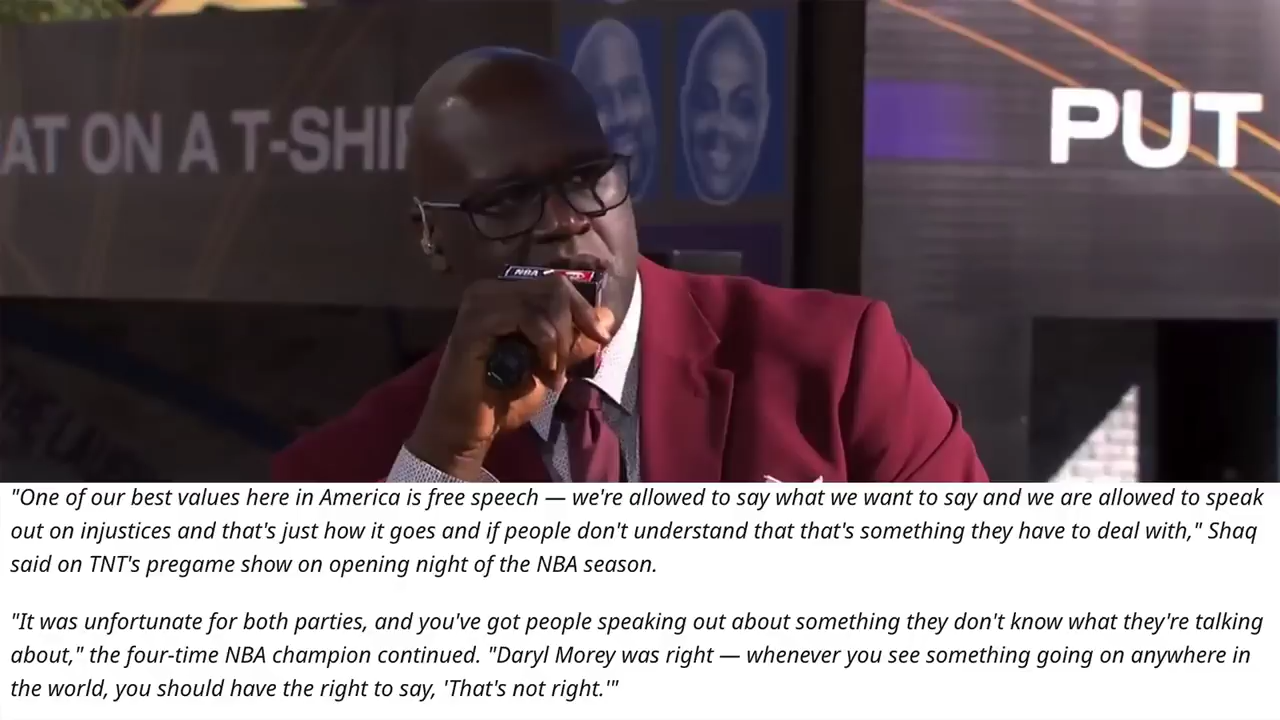 AT ON A T-SHIR
PUT
NBA
"One of our best values here in America is free speech — we're allowed to say what we want to say and we are allowed to speak
out on injustices and that's just how it goes and if people don't understand that that's something they have to deal with," Shaq
said on TNT's pregame show on opening night of the NBA season.
"It was unfortunate for both parties, and you've got people speaking out about something they don't know what they're talking
about," the four-time NBA champion continued. "Daryl Morey was right — whenever you see something going on anywhere in
the world, you should have the right to say, 'That's not right.'"